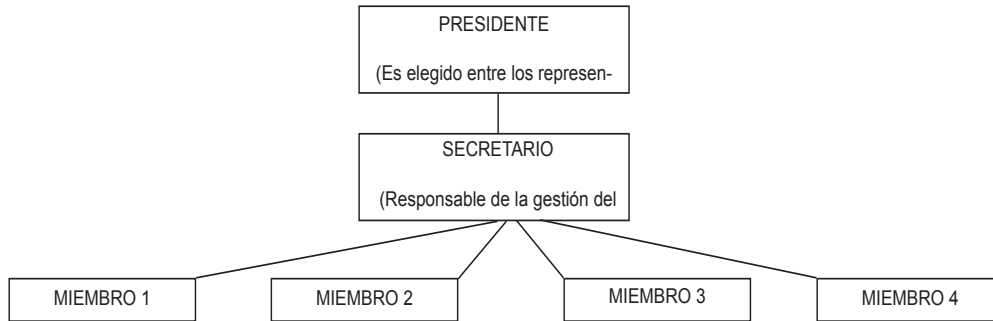 PRESIDENTE
(Es elegido entre los represen-
SECRETARIO
(Responsable de la gestión del
MIEMBRO 1
MIEMBRO 2
MIEMBRO 3
MIEMBRO 4